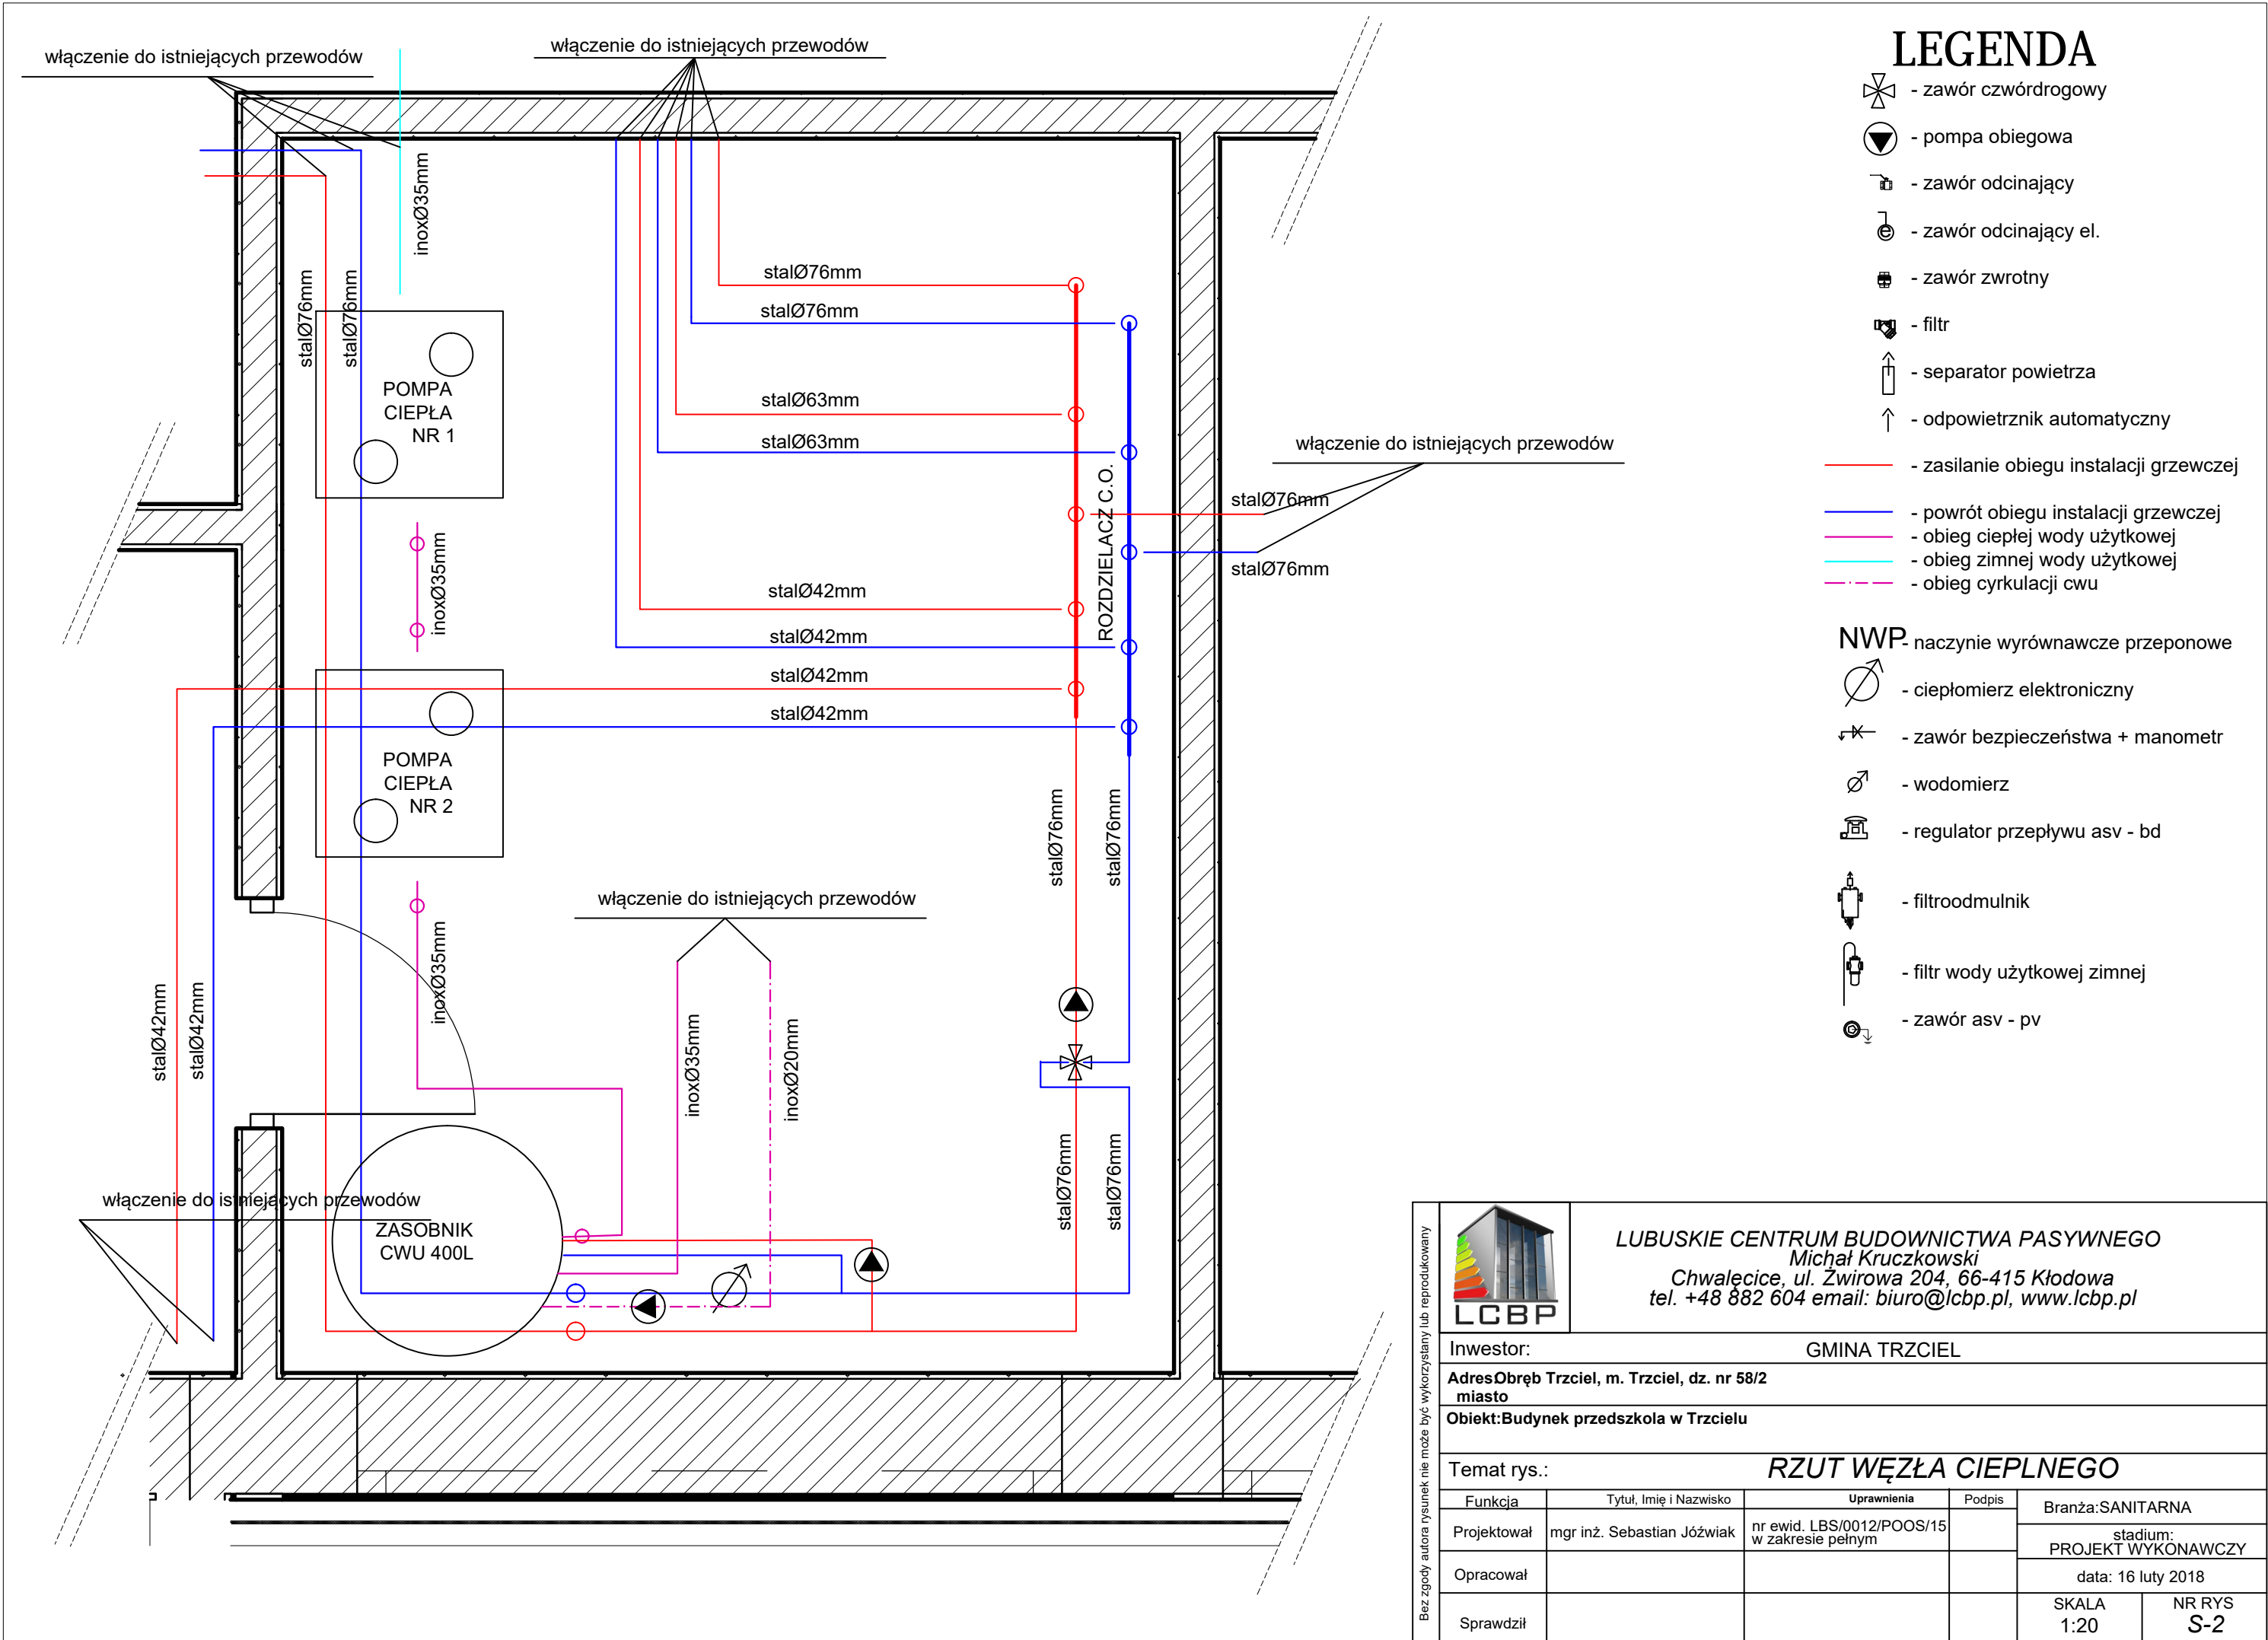 włączenie do istniejących przewodów
włączenie do istniejących przewodów
inoxØ35mm
stalØ76mm
stalØ76mm
stalØ76mm
stalØ76mm
POMPA
CIEPŁA
NR 1
stalØ63mm
stalØ63mm
włączenie do istniejących przewodów
stalØ76mm
stalØ76mm
ROZDZIELACZ C.O.
inoxØ35mm
stalØ42mm
stalØ42mm
stalØ42mm
stalØ42mm
POMPA
CIEPŁA
NR 2
stalØ76mm
stalØ76mm
włączenie do istniejących przewodów
inoxØ35mm
stalØ42mm
stalØ42mm
inoxØ35mm
inoxØ20mm
stalØ76mm
stalØ76mm
włączenie do istniejących przewodów
ZASOBNIK
CWU 400L
LEGENDA
- zawór czwórdrogowy
- pompa obiegowa
- zawór odcinający
e
- zawór odcinający el.
- zawór zwrotny
- filtr
- separator powietrza
- odpowietrznik automatyczny
- zasilanie obiegu instalacji grzewczej
- powrót obiegu instalacji grzewczej
- obieg ciepłej wody użytkowej
- obieg zimnej wody użytkowej
- obieg cyrkulacji cwu
NWP - naczynie wyrównawcze przeponowe
- ciepłomierz elektroniczny
- zawór bezpieczeństwa + manometr
- wodomierz
- regulator przepływu asv - bd
- filtroodmulnik
- filtr wody użytkowej zimnej
- zawór asv - pv
Bez zgody autora rysunek nie może być wykorzystany lub reprodukowany
LCBP
LUBUSKIE CENTRUM BUDOWNICTWA PASYWNEGO
Michał Kruczkowski
Chwalęcice, ul. Żwirowa 204, 66-415 Kłodowa
tel. +48 882 604 email: biuro@lcbp.pl, www.lcbp.pl
Inwestor: GMINA TRZCIEL
Adres:Obręb Trzciel, m. Trzciel, dz. nr 58/2
miasto
Obiekt:Budynek przedszkola w Trzcielu
Temat rys.: RZUT WĘZŁA CIEPLNEGO
Funkcja Tytuł, Imię i Nazwisko Uprawnienia Podpis Branża:SANITARNA
Projektował mgr inż. Sebastian Jóźwiak nr ewid. LBS/0012/POOS/15
w zakresie pełnym
stadium:
PROJEKT WYKONAWCZY
Opracował data: 16 luty 2018
Sprawdził
SKALA
1:20
NR RYS
S-2